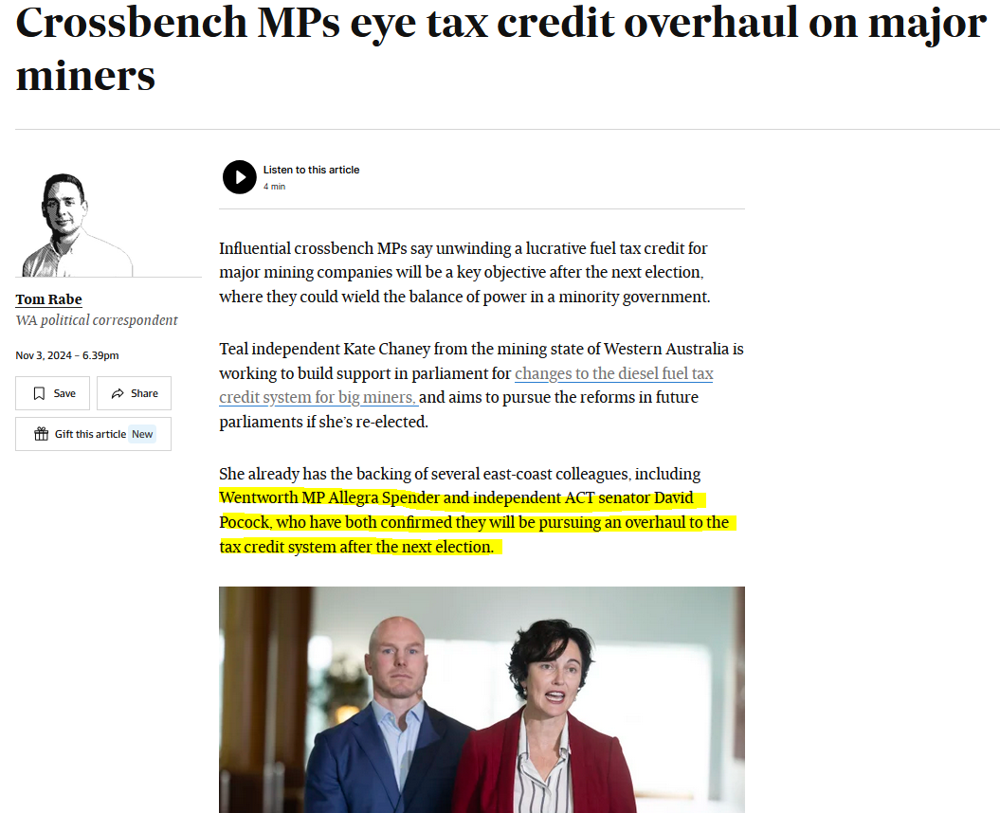 Crossbench MPs eye tax credit overhaul on major
miners
Listen to this article
4 min
Tom Rabe
WA political correspondent
Nov 3, 2024 – 6.39pm
Save
Share
Gift this article New
Influential crossbench MPs say unwinding a lucrative fuel tax credit for
major mining companies will be a key objective after the next election,
where they could wield the balance of power in a minority government.
Teal independent Kate Chaney from the mining state of Western Australia is
working to build support in parliament for changes to the diesel fuel tax
credit system for big miners, and aims to pursue the reforms in future
parliaments if she’s re-elected.
She already has the backing of several east-coast colleagues, including
Wentworth MP Allegra Spender and independent ACT senator David
Pocock, who have both confirmed they will be pursuing an overhaul to the
tax credit system after the next election.